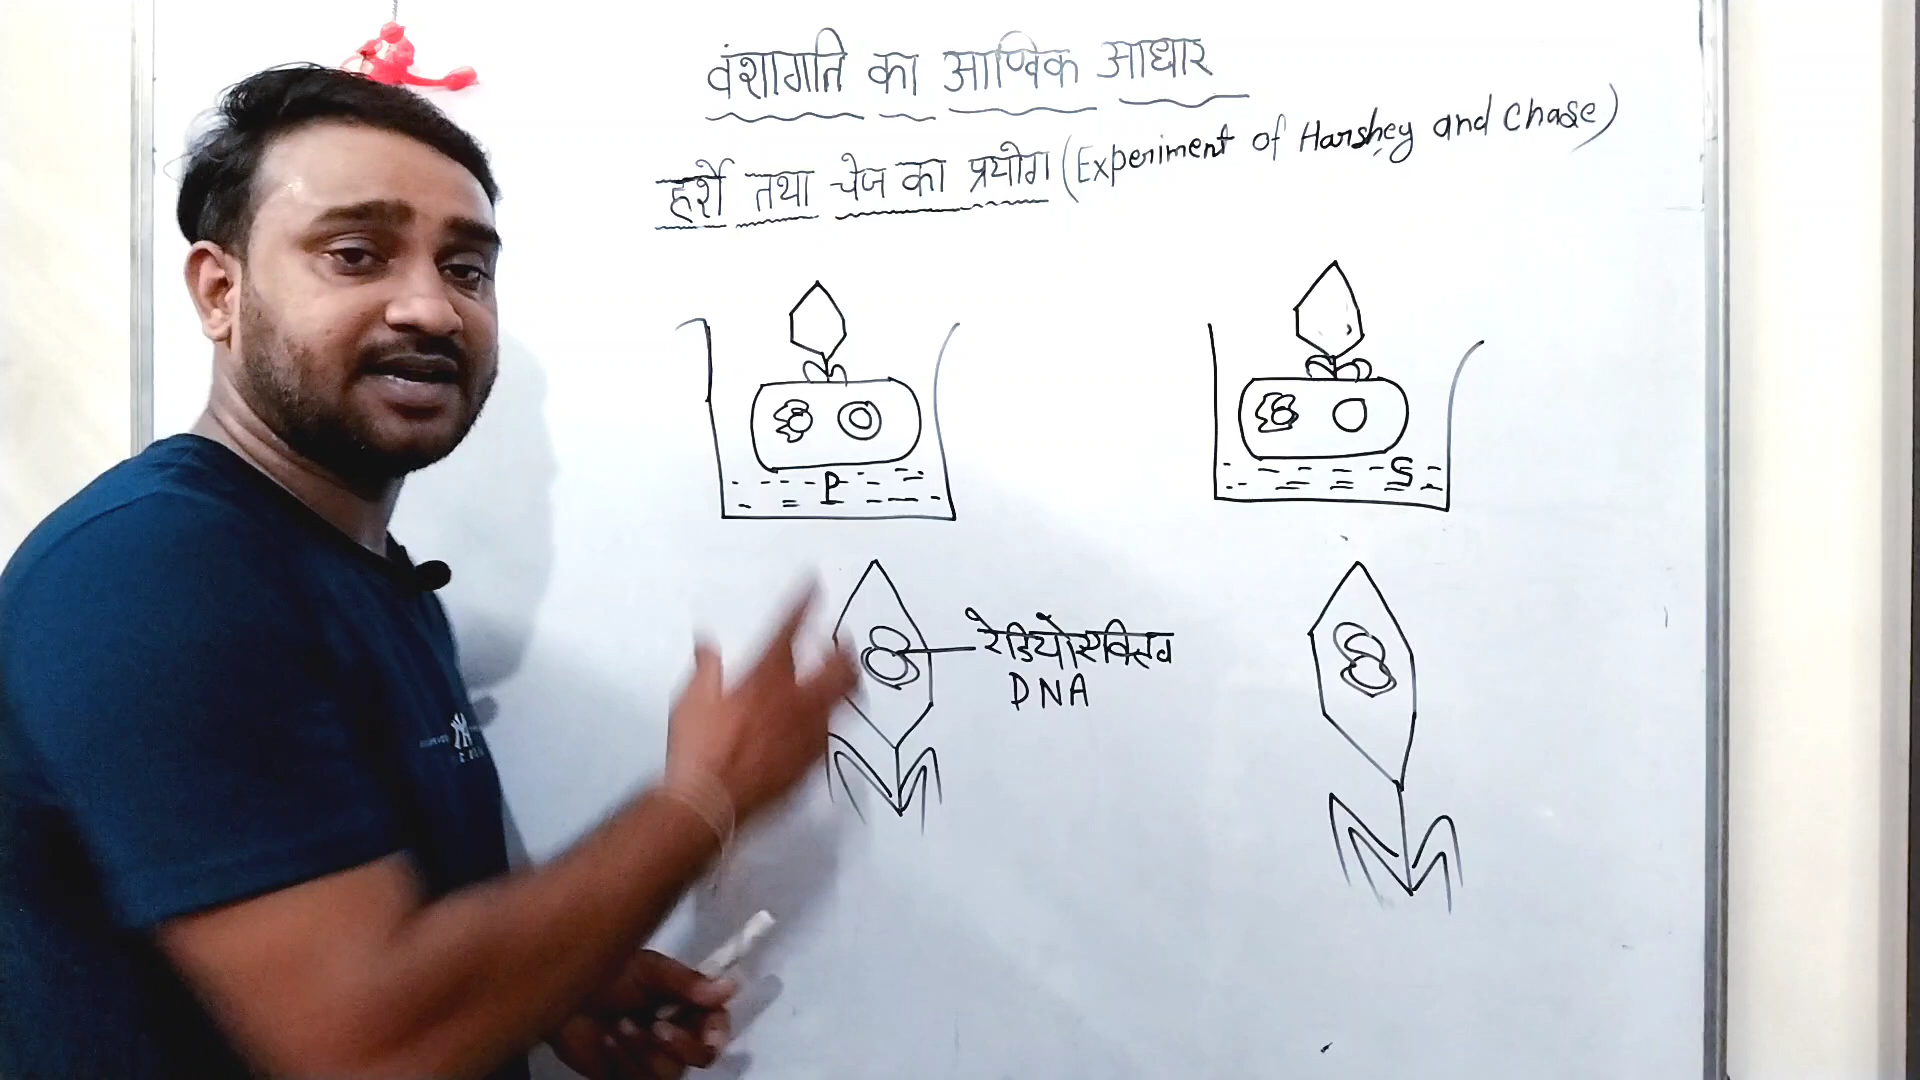 वंशागति का आण्विक आधार
हर्शे तथा चेज का प्रयोग (Experiment of Harshey and Chase)
P
S
रेडियोएक्टिव
DNA